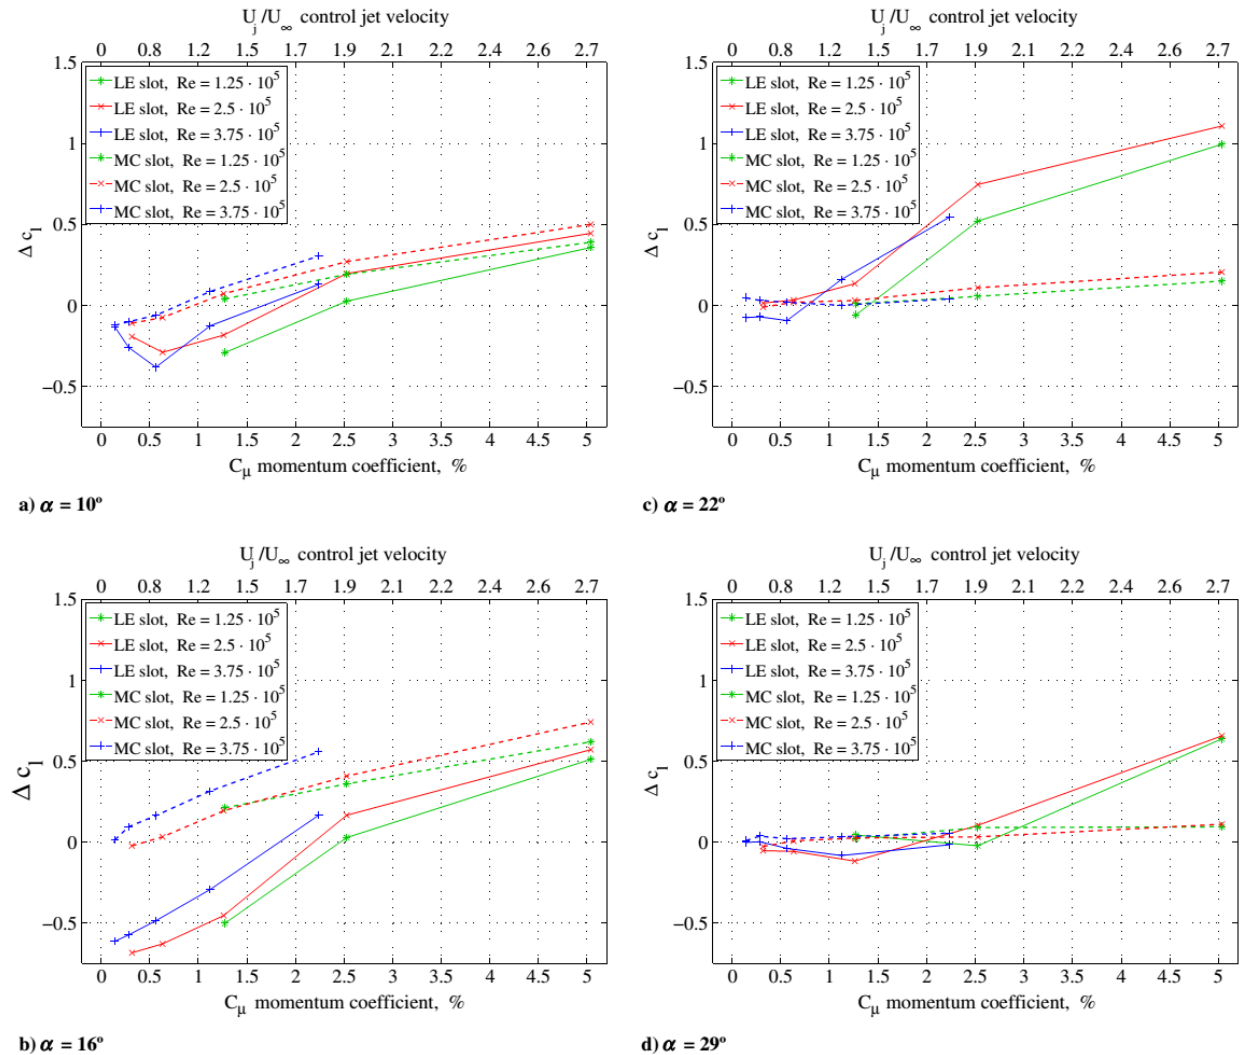 U_j/U_∞ control jet velocity
0 0.8 1.2 1.5 1.9 2.1 2.2 2.4 2.6 2.7
1.5
1
0.5
0
−0.5
Δ c_l
LE slot, Re = 1.25 · 10^5
LE slot, Re = 2.5 · 10^5
LE slot, Re = 3.75 · 10^5
MC slot, Re = 1.25 · 10^5
MC slot, Re = 2.5 · 10^5
MC slot, Re = 3.75 · 10^5
0 0.5 1 1.5 2 2.5 3 3.5 4 4.5 5
C_μ momentum coefficient, %
a) α = 10º
U_j/U_∞ control jet velocity
0 0.8 1.2 1.5 1.7 1.9 2.1 2.2 2.4 2.6 2.7
1.5
1
0.5
0
−0.5
Δ c_l
LE slot, Re = 1.25 · 10^5
LE slot, Re = 2.5 · 10^5
LE slot, Re = 3.75 · 10^5
MC slot, Re = 1.25 · 10^5
MC slot, Re = 2.5 · 10^5
MC slot, Re = 3.75 · 10^5
0 0.5 1 1.5 2 2.5 3 3.5 4 4.5 5
C_μ momentum coefficient, %
c) α = 22º
U_j/U_∞ control jet velocity
0 0.8 1.2 1.5 1.7 1.9 2.1 2.2 2.4 2.6 2.7
1.5
1
0.5
0
−0.5
Δ c_l
LE slot, Re = 1.25 · 10^5
LE slot, Re = 2.5 · 10^5
LE slot, Re = 3.75 · 10^5
MC slot, Re = 1.25 · 10^5
MC slot, Re = 2.5 · 10^5
MC slot, Re = 3.75 · 10^5
0 0.5 1 1.5 2 2.5 3 3.5 4 4.5 5
C_μ momentum coefficient, %
b) α = 16º
U_j/U_∞ control jet velocity
0 0.8 1.2 1.5 1.7 1.9 2.1 2.2 2.4 2.6 2.7
1.5
1
0.5
0
−0.5
Δ c_l
LE slot, Re = 1.25 · 10^5
LE slot, Re = 2.5 · 10^5
LE slot, Re = 3.75 · 10^5
MC slot, Re = 1.25 · 10^5
MC slot, Re = 2.5 · 10^5
MC slot, Re = 3.75 · 10^5
0 0.5 1 1.5 2 2.5 3 3.5 4 4.5 5
C_μ momentum coefficient, %
d) α = 29º